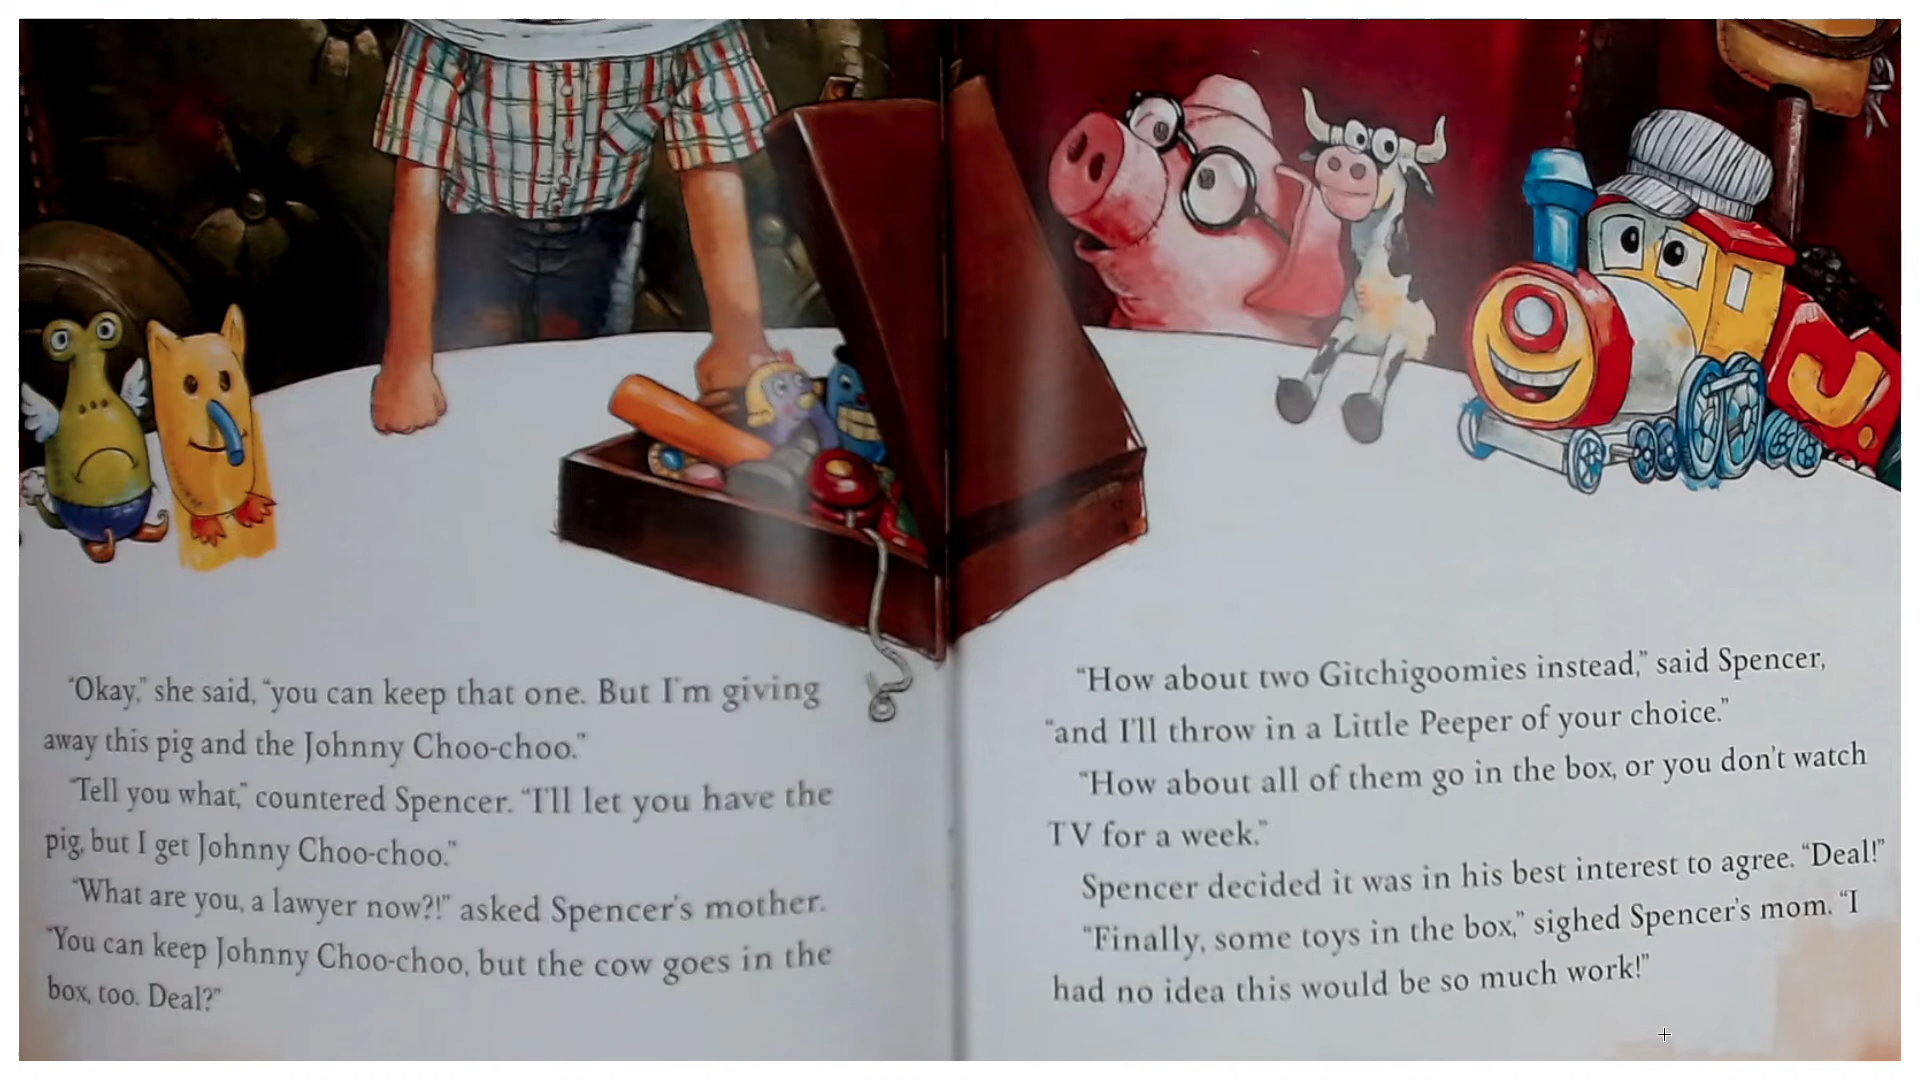 “Okay,” she said, “you can keep that one. But I'm giving
away this pig and the Johnny Choo-choo.”
“Tell you what,” countered Spencer. “I'll let you have the
pig, but I get Johnny Choo-choo.”
“What are you, a lawyer now?!” asked Spencer's mother.
“You can keep Johnny Choo-choo, but the cow goes in the
box, too. Deal?”
“How about two Gitchigoomies instead,” said Spencer,
“and I'll throw in a Little Peeper of your choice.”
“How about all of them go in the box, or you don't watch
TV for a week.”
Spencer decided it was in his best interest to agree. “Deal!”
“Finally, some toys in the box,” sighed Spencer's mom. “I
had no idea this would be so much work!”
J